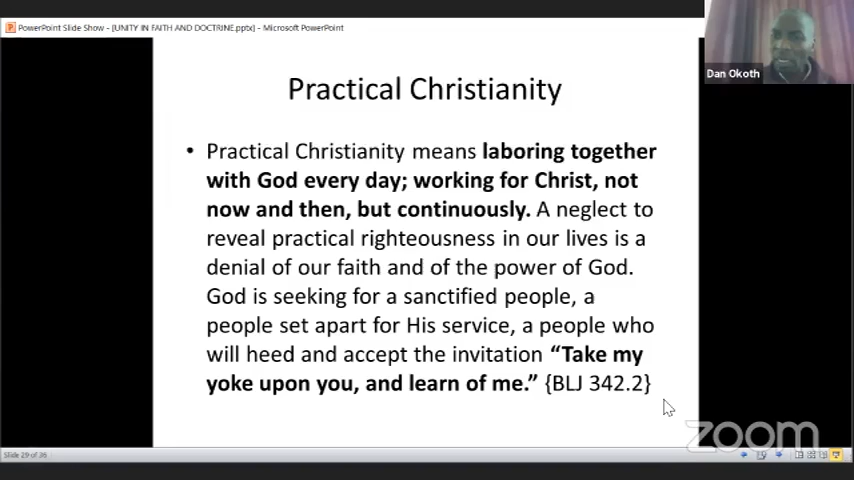 PowerPoint Slide Show - [UNITY IN FAITH AND DOCTRINE.pptx] - Microsoft PowerPoint
Dan Okoth
Practical Christianity
• Practical Christianity means laboring together
with God every day; working for Christ, not
now and then, but continuously. A neglect to
reveal practical righteousness in our lives is a
denial of our faith and of the power of God.
God is seeking for a sanctified people, a
people set apart for His service, a people who
will heed and accept the invitation “Take my
yoke upon you, and learn of me.” {BLJ 342.2}
zoom
Slide 29 of 36